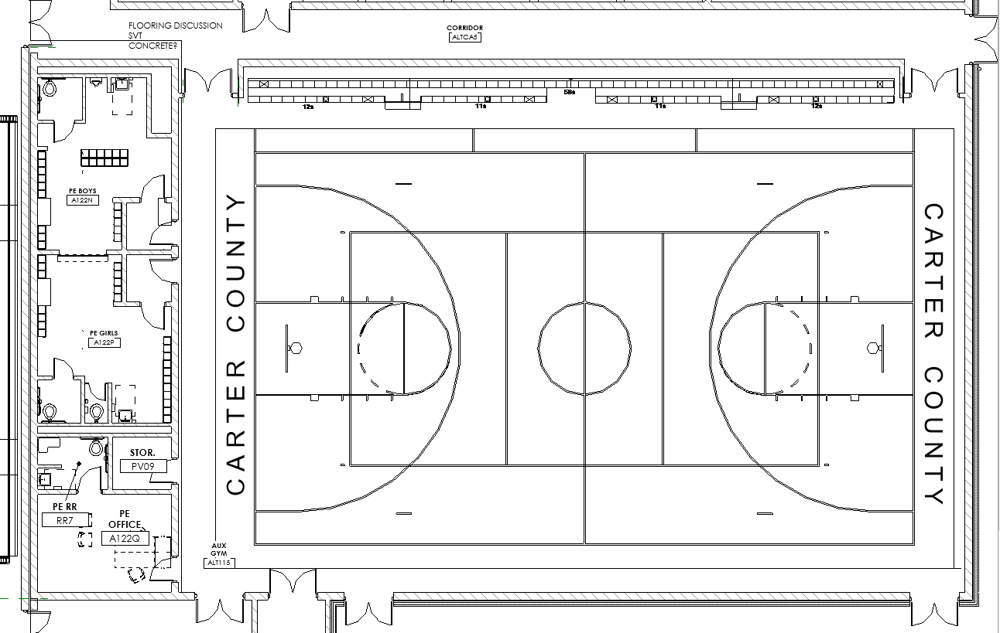 FLOORING DISCUSSION
SVT
CONCRETE?
CORRIDOR
ALTCA5
58s
12s
11s
11s
12s
PE BOYS
A122N
CARTER COUNTY
CARTER COUNTY
PE GIRLS
A122P
STOR.
PV09
PE RR
RR7
PE
OFFICE
A122Q
AUX
GYM
ALT115